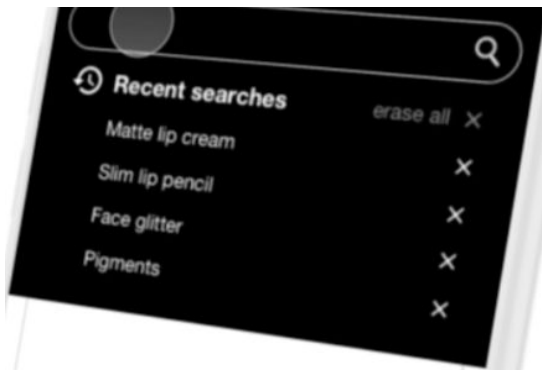 Recent searches
erase all
Matte lip cream
Slim lip pencil
Face glitter
Pigments